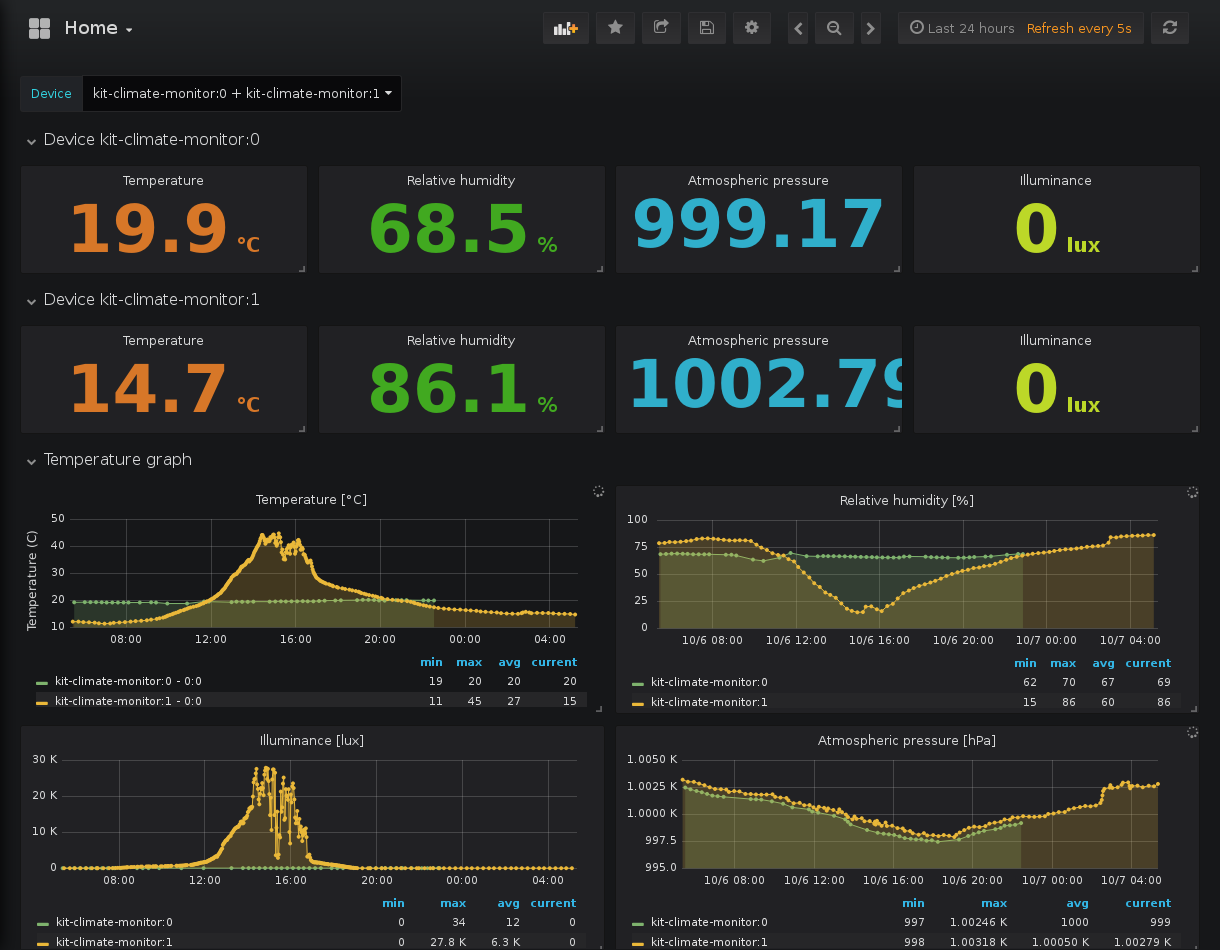 Home
Last 24 hours Refresh every 5s
Device kit-climate-monitor:0 + kit-climate-monitor:1
Device kit-climate-monitor:0
Temperature Relative humidity Atmospheric pressure Illuminance
19.9 °C 68.5 % 999.17 0 lux
Device kit-climate-monitor:1
Temperature Relative humidity Atmospheric pressure Illuminance
14.7 °C 86.1 % 1002.79 0 lux
Temperature graph
Temperature [°C]
Temperature (C)
50
40
30
20
10
08:00 12:00 16:00 20:00 00:00 04:00
min max avg current
kit-climate-monitor:0 - 0:0 19 20 20 20
kit-climate-monitor:1 - 0:0 11 45 27 15
Relative humidity [%]
100
75
50
25
0
10/6 08:00 10/6 12:00 10/6 16:00 10/6 20:00 10/7 00:00 10/7 04:00
min max avg current
kit-climate-monitor:0 62 70 67 69
kit-climate-monitor:1 15 86 60 86
Illuminance [lux]
30 K
20 K
10 K
0
08:00 12:00 16:00 20:00 00:00 04:00
min max avg current
kit-climate-monitor:0 0 34 12 0
kit-climate-monitor:1 0 27.8 K 6.3 K 0
Atmospheric pressure [hPa]
1.0050 K
1.0025 K
1.0000 K
997.5
995.0
10/6 08:00 10/6 12:00 10/6 16:00 10/6 20:00 10/7 00:00 10/7 04:00
min max avg current
kit-climate-monitor:0 997 1.00246 K 1000 999
kit-climate-monitor:1 998 1.00318 K 1.00050 K 1.00279 K